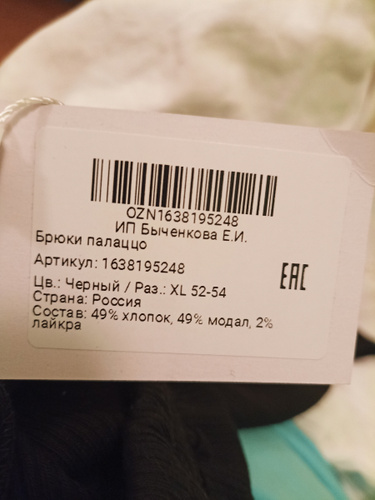 OZN1638195248
ИП Быченкова Е.И.
Брюки палаццо
Артикул: 1638195248
EAC
Цв.: Черный / Раз.: XL 52-54
Страна: Россия
Состав: 49% хлопок, 49% модал, 2%
лайкра